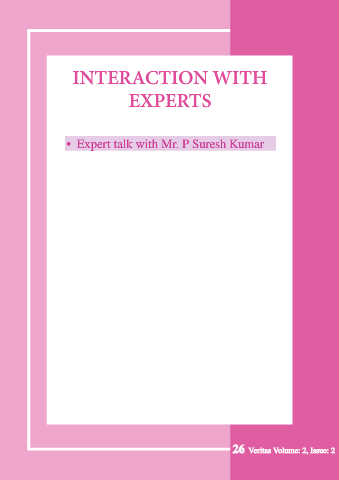 INTERACTION WITH
EXPERTS
• Expert talk with Mr. P Suresh Kumar
26 Veritas Volume: 2, Issue: 2